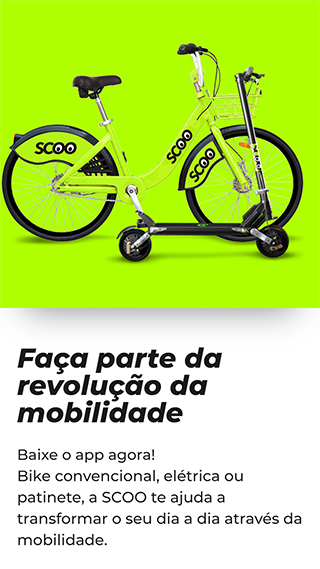 SCOO
SCOO
SCOO
Faça parte da
revolução da
mobilidade
Baixe o app agora!
Bike convencional, elétrica ou
patinete, a SCOO te ajuda a
transformar o seu dia a dia através da
mobilidade.